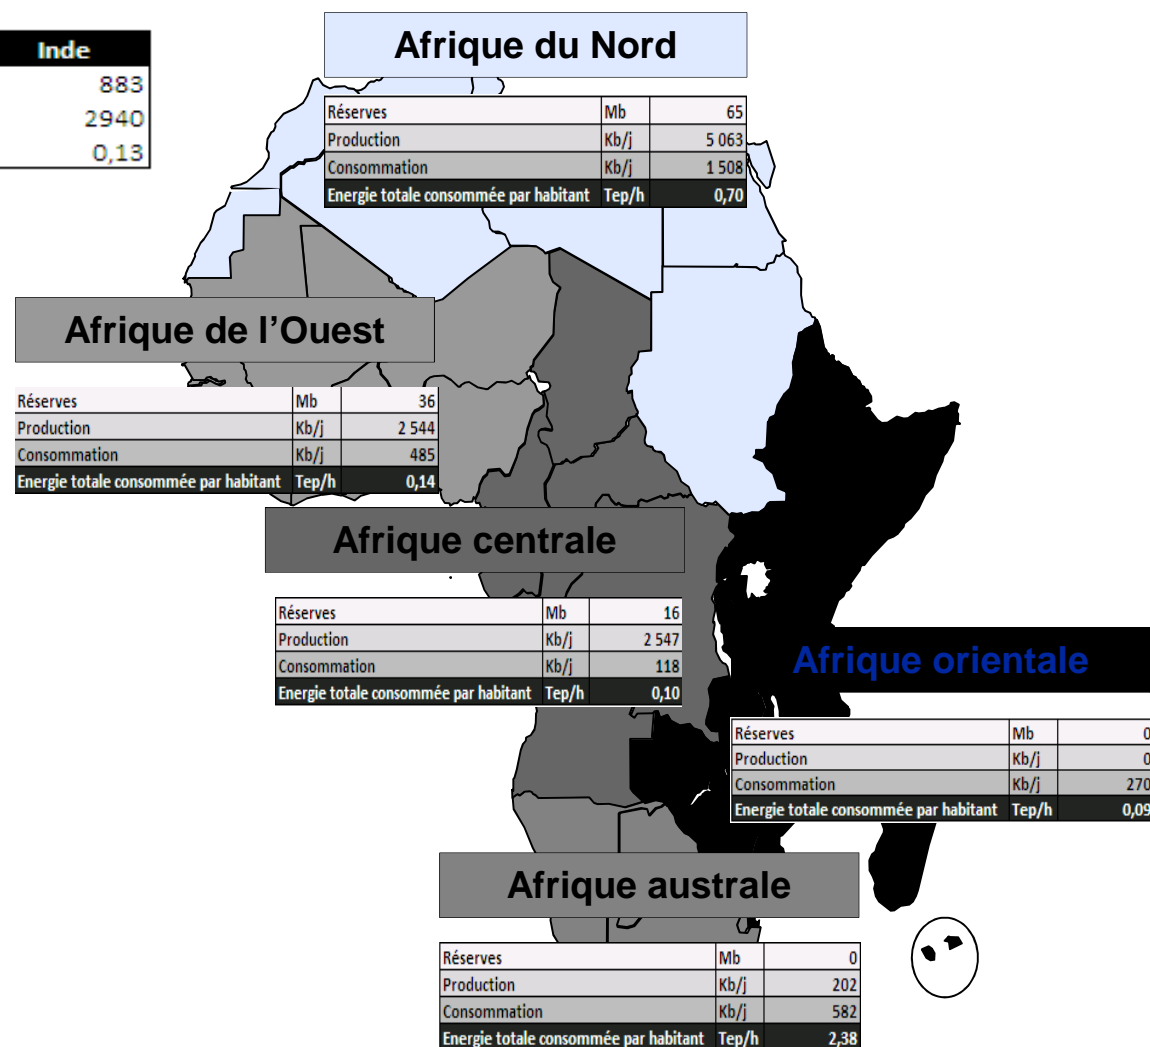 Inde
883
2940
0,13
Afrique du Nord
Réserves Mb 65
Production Kb/j 5 063
Consommation Kb/j 1 508
Energie totale consommée par habitant Tep/h 0,70
Afrique de l’Ouest
Réserves Mb 36
Production Kb/j 2 544
Consommation Kb/j 485
Energie totale consommée par habitant Tep/h 0,14
Afrique centrale
Réserves Mb 16
Production Kb/j 2 547
Consommation Kb/j 118
Energie totale consommée par habitant Tep/h 0,10
Afrique orientale
Réserves Mb 0
Production Kb/j 0
Consommation Kb/j 270
Energie totale consommée par habitant Tep/h 0,09
Afrique australe
Réserves Mb 0
Production Kb/j 202
Consommation Kb/j 582
Energie totale consommée par habitant Tep/h 2,38